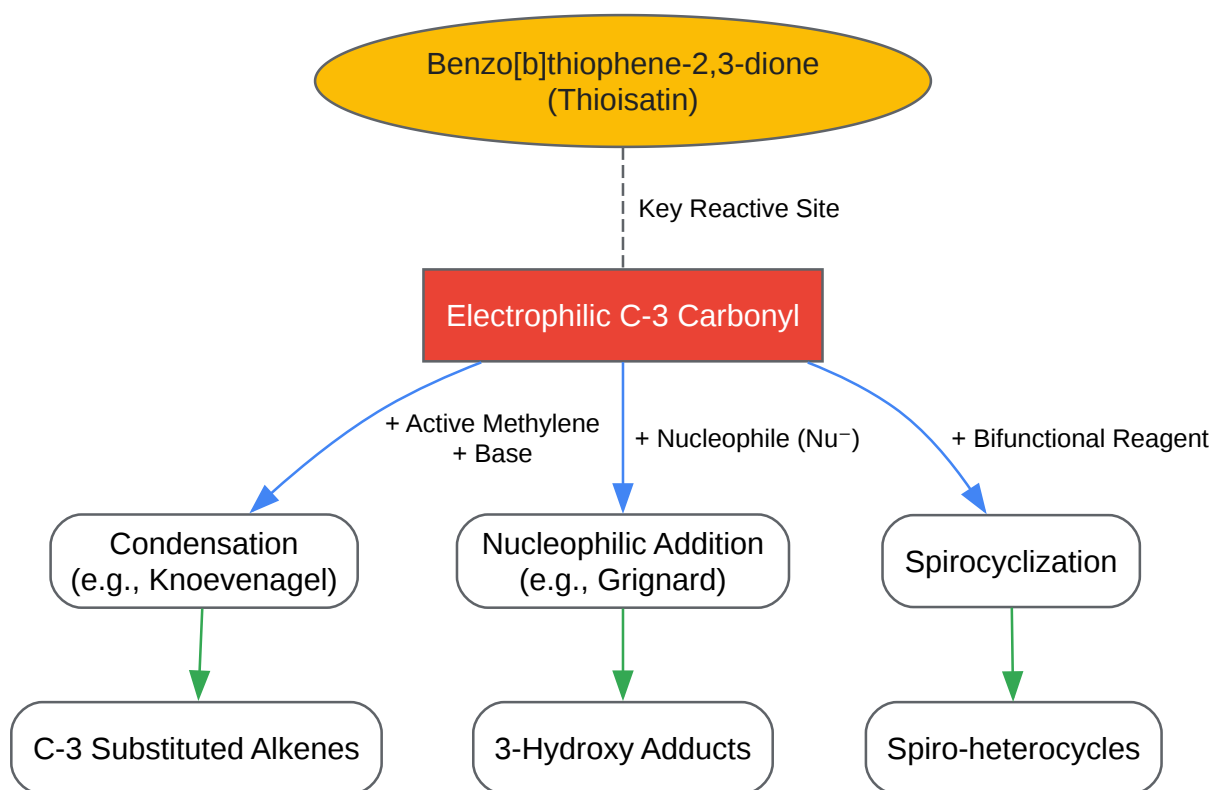 Benzo[b]thiophene-2,3-dione
(Thioisatin)
Key Reactive Site
Electrophilic C-3 Carbonyl
+ Active Methylene
+ Base
+ Nucleophile (Nu⁻)
+ Bifunctional Reagent
Condensation
(e.g., Knoevenagel)
Nucleophilic Addition
(e.g., Grignard)
Spirocyclization
C-3 Substituted Alkenes
3-Hydroxy Adducts
Spiro-heterocycles